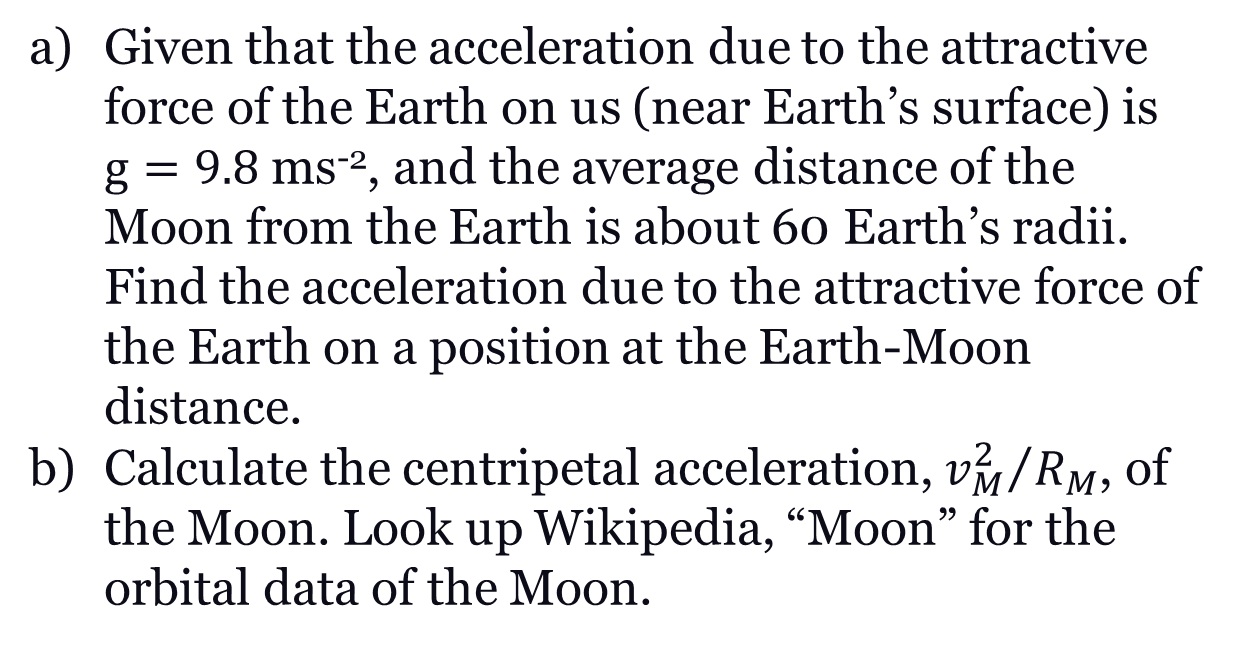 a) Given that the acceleration due to the attractive
force of the Earth on us (near Earth’s surface) is
g = 9.8 ms⁻², and the average distance of the
Moon from the Earth is about 60 Earth’s radii.
Find the acceleration due to the attractive force of
the Earth on a position at the Earth-Moon
distance.
b) Calculate the centripetal acceleration, $v_M^2/R_M$, of
the Moon. Look up Wikipedia, “Moon” for the
orbital data of the Moon.